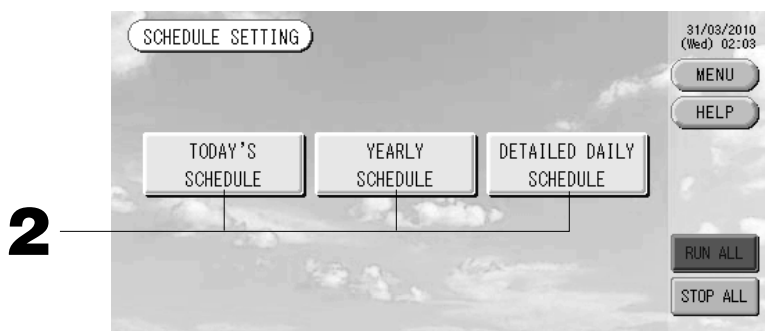 SCHEDULE SETTING
31/03/2010
(Wed) 02:03
MENU
HELP
TODAY'S
SCHEDULE
YEARLY
SCHEDULE
DETAILED DAILY
SCHEDULE
2
RUN ALL
STOP ALL